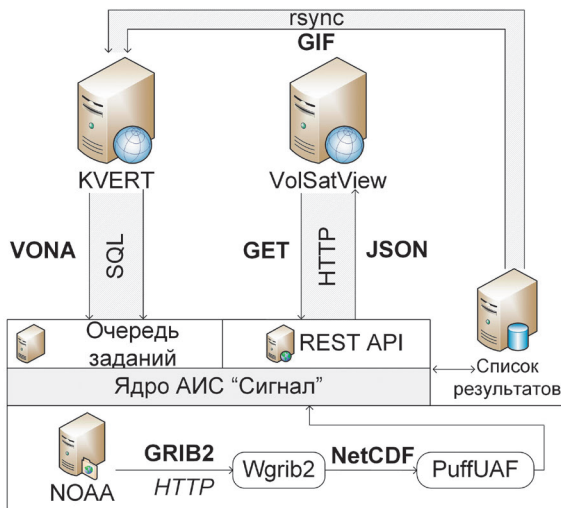 rsync
GIF
KVERT
VolSatView
VONA
SQL
GET
HTTP
JSON
Очередь
заданий
REST API
Список
результатов
Ядро АИС “Сигнал”
NOAA
GRIB2
HTTP
Wgrib2
NetCDF
PuffUAF